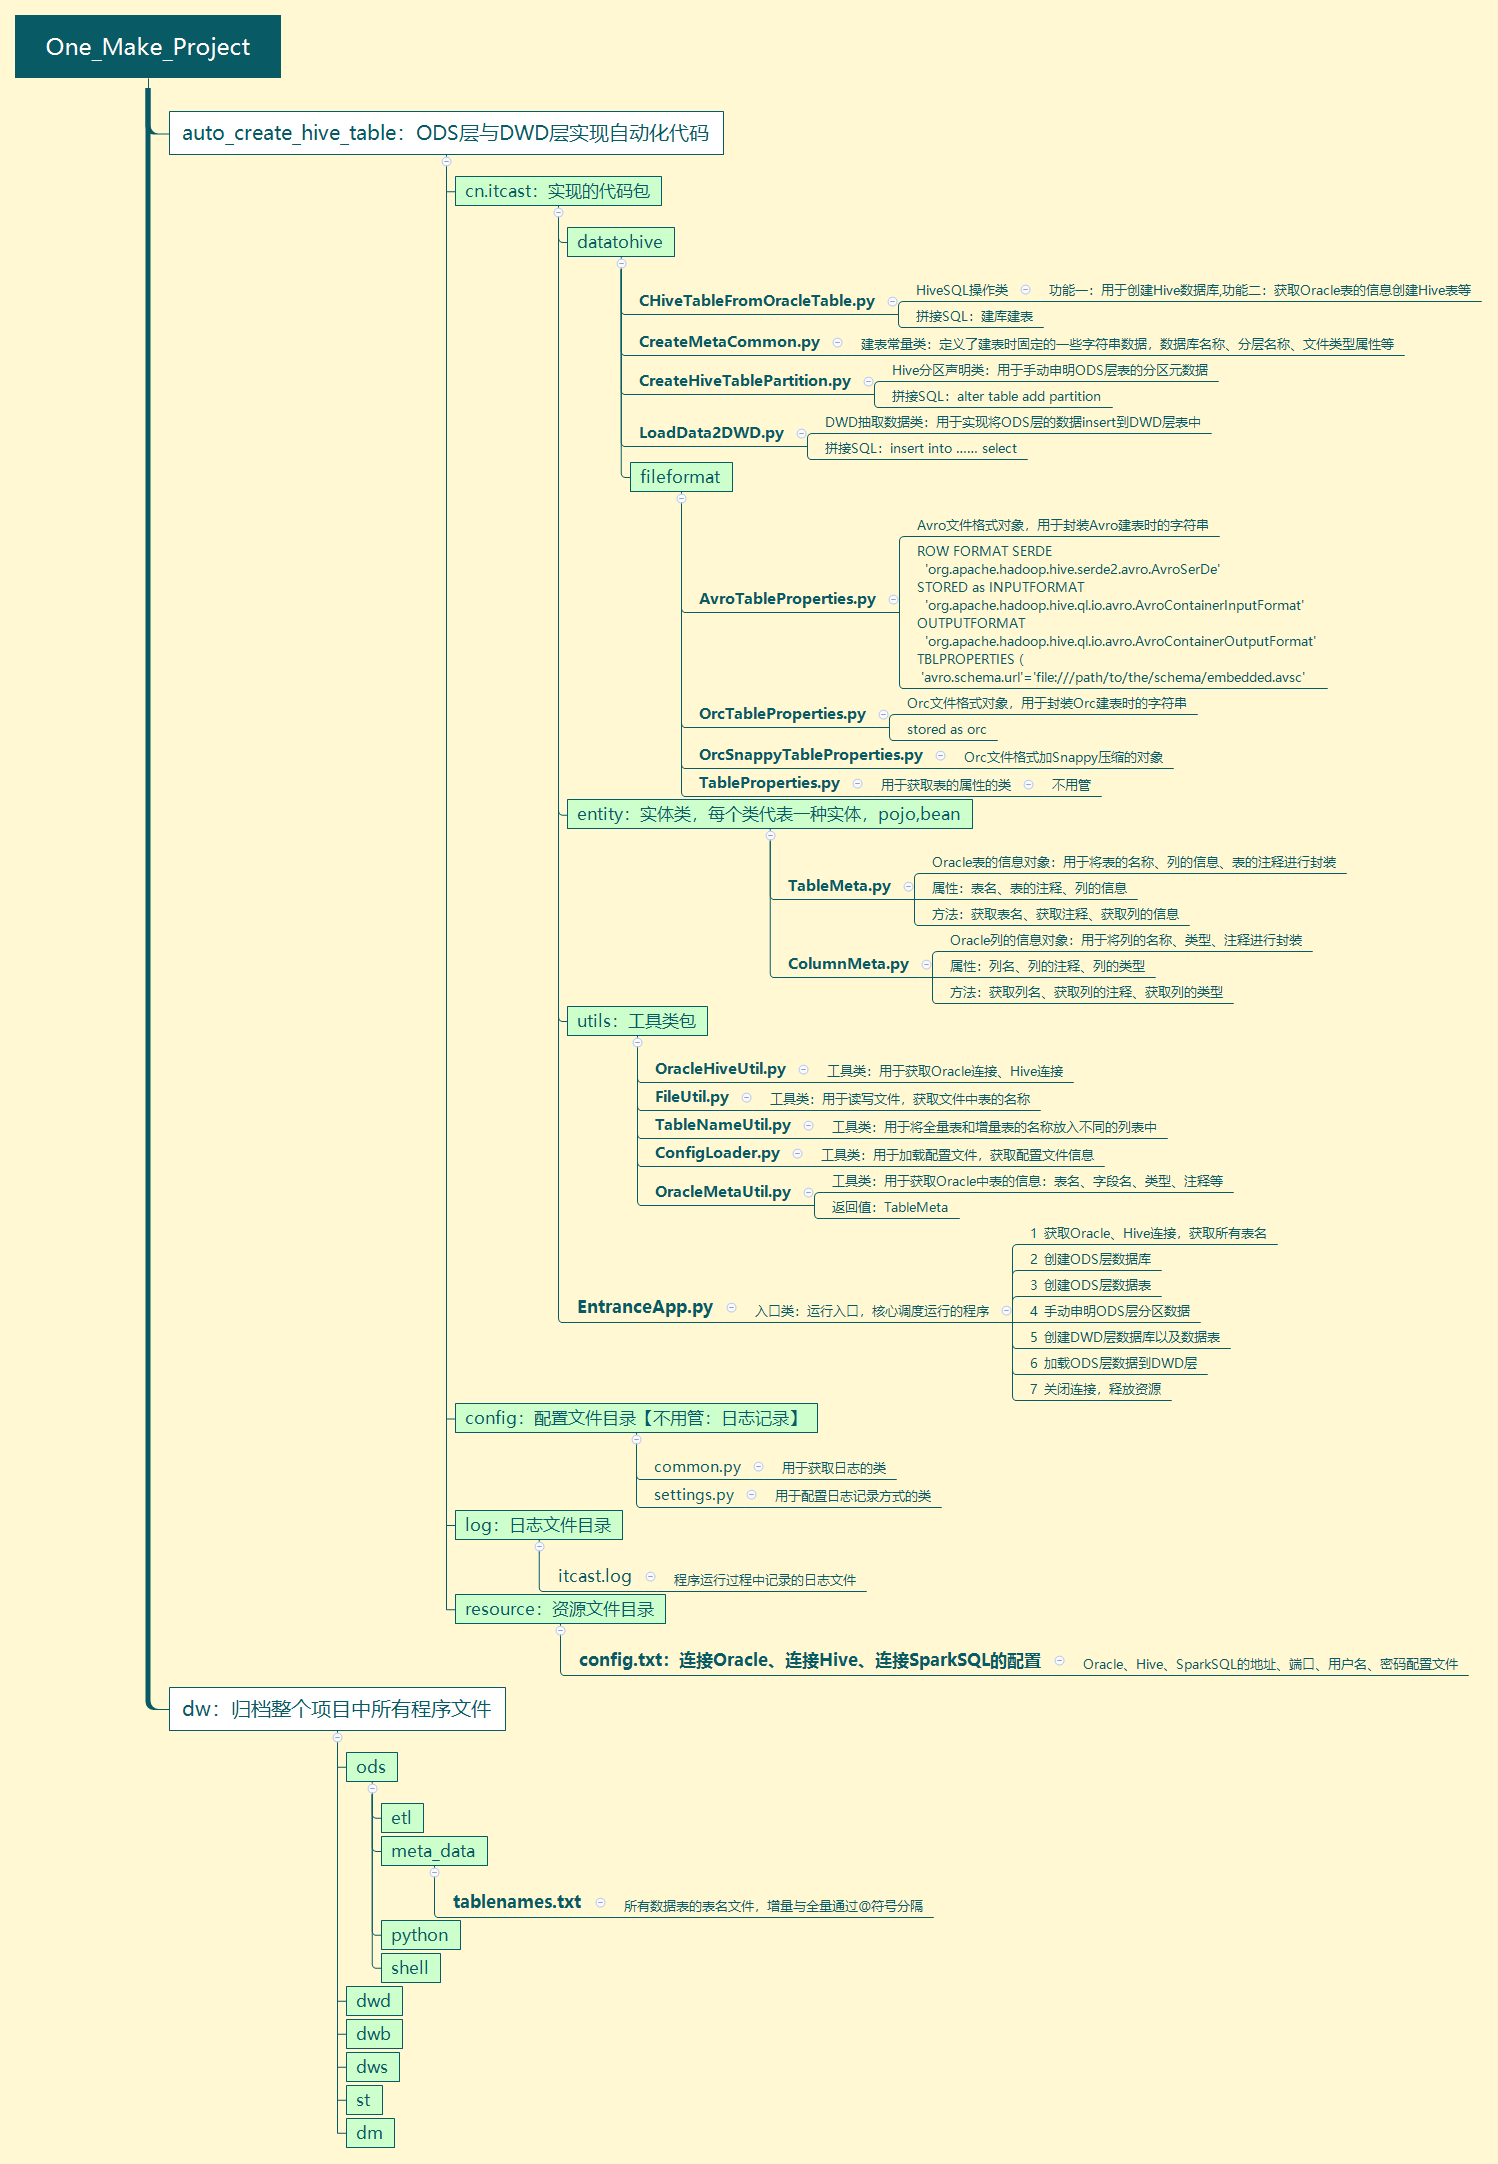 One_Make_Project
auto_create_hive_table：ODS层与DWD层实现自动化代码
cn.itcast：实现的代码包
datatohive
CHiveTableFromOracleTable.py
HiveSQL操作类
功能一：用于创建Hive数据库,功能二：获取Oracle表的信息创建Hive表等
拼接SQL：建库建表
CreateMetaCommon.py
建表常量类：定义了建表时固定的一些字符串数据，数据库名称、分层名称、文件类型属性等
CreateHiveTablePartition.py
Hive分区声明类：用于手动申明ODS层表的分区元数据
拼接SQL：alter table add partition
LoadData2DWD.py
DWD抽取数据类：用于实现将ODS层的数据insert到DWD层表中
拼接SQL：insert into …… select
fileformat
AvroTableProperties.py
Avro文件格式对象，用于封装Avro建表时的字符串
ROW FORMAT SERDE
'org.apache.hadoop.hive.serde2.avro.AvroSerDe'
STORED as INPUTFORMAT
'org.apache.hadoop.hive.ql.io.avro.AvroContainerInputFormat'
OUTPUTFORMAT
'org.apache.hadoop.hive.ql.io.avro.AvroContainerOutputFormat'
TBLPROPERTIES (
'avro.schema.url'='file:///path/to/the/schema/embedded.avsc'
OrcTableProperties.py
Orc文件格式对象，用于封装Orc建表时的字符串
stored as orc
OrcSnappyTableProperties.py
Orc文件格式加Snappy压缩的对象
TableProperties.py
用于获取表的属性的类
不用管
entity：实体类，每个类代表一种实体，pojo,bean
TableMeta.py
Oracle表的信息对象：用于将表的名称、列的信息、表的注释进行封装
属性：表名、表的注释、列的信息
方法：获取表名、获取注释、获取列的信息
ColumnMeta.py
Oracle列的信息对象：用于将列的名称、类型、注释进行封装
属性：列名、列的注释、列的类型
方法：获取列名、获取列的注释、获取列的类型
utils：工具类包
OracleHiveUtil.py
工具类：用于获取Oracle连接、Hive连接
FileUtil.py
工具类：用于读写文件，获取文件中表的名称
TableNameUtil.py
工具类：用于将全量表和增量表的名称放入不同的列表中
ConfigLoader.py
工具类：用于加载配置文件，获取配置文件信息
OracleMetaUtil.py
工具类：用于获取Oracle中表的信息：表名、字段名、类型、注释等
返回值：TableMeta
EntranceApp.py
入口类：运行入口，核心调度运行的程序
1 获取Oracle、Hive连接，获取所有表名
2 创建ODS层数据库
3 创建ODS层数据表
4 手动申明ODS层分区数据
5 创建DWD层数据库以及数据表
6 加载ODS层数据到DWD层
7 关闭连接，释放资源
config：配置文件目录【不用管：日志记录】
common.py
用于获取日志的类
settings.py
用于配置日志记录方式的类
log：日志文件目录
itcast.log
程序运行过程中记录的日志文件
resource：资源文件目录
config.txt：连接Oracle、连接Hive、连接SparkSQL的配置
Oracle、Hive、SparkSQL的地址、端口、用户名、密码配置文件
dw：归档整个项目中所有程序文件
ods
etl
meta_data
tablenames.txt
所有数据表的表名文件，增量与全量通过@符号分隔
python
shell
dwd
dwb
dws
st
dm